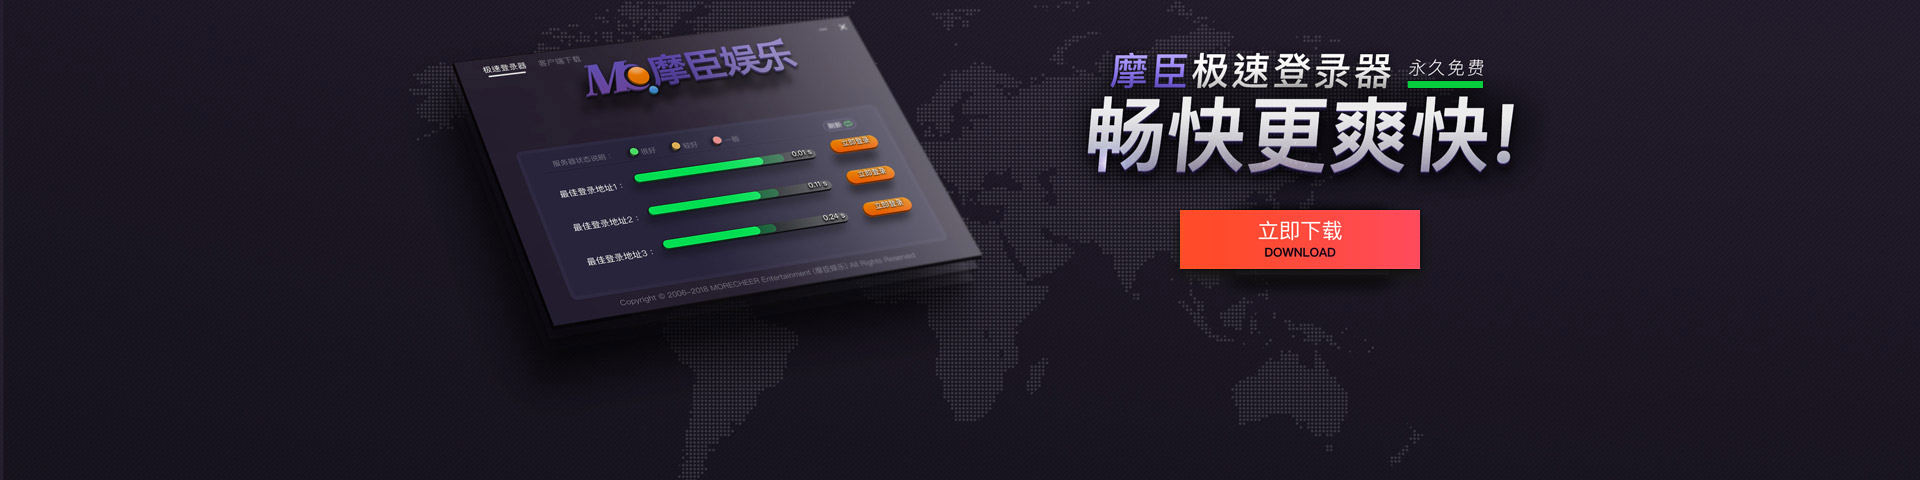 极速登录器 客户端下载
MO 摩臣娱乐
服务器状态说明： 很好 较好 一般 刷新
最佳登录地址1： 0.01 s 立即登录
最佳登录地址2： 0.11 s 立即登录
最佳登录地址3： 0.24 s 立即登录
Copyright © 2006-2018 MORECHEER Entertainment (摩臣娱乐) All Rights Reserved
摩臣极速登录器 永久免费
畅快更爽快!
立即下载
DOWNLOAD